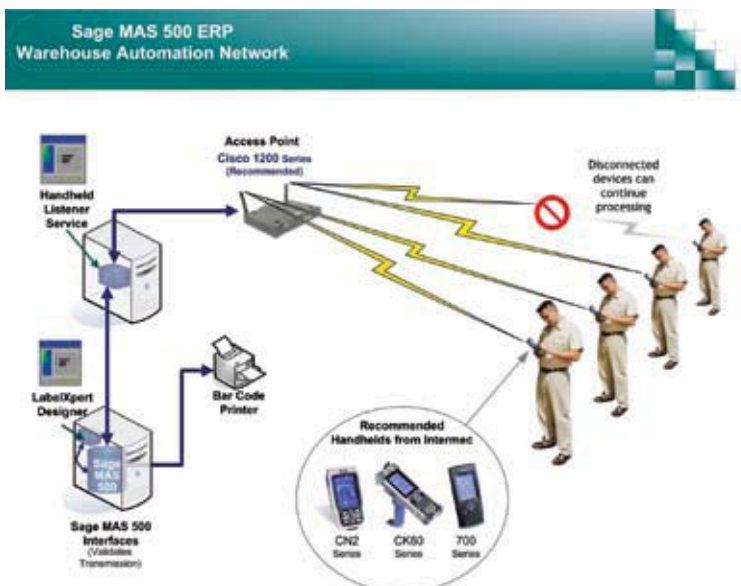 Sage MAS 500 ERP
Warehouse Automation Network
Access Point
Cisco 1200 Series
(Recommended)
Disconnected
devices can
continue
processing
Handheld
Listener
Service
LabelXpert
Designer
Bar Code
Printer
Sage
MAS
500
Sage MAS 500
Interfaces
(Validates
Transmission)
Recommended
Handhelds from Intermec
CN2
Series
CK60
Series
700
Series